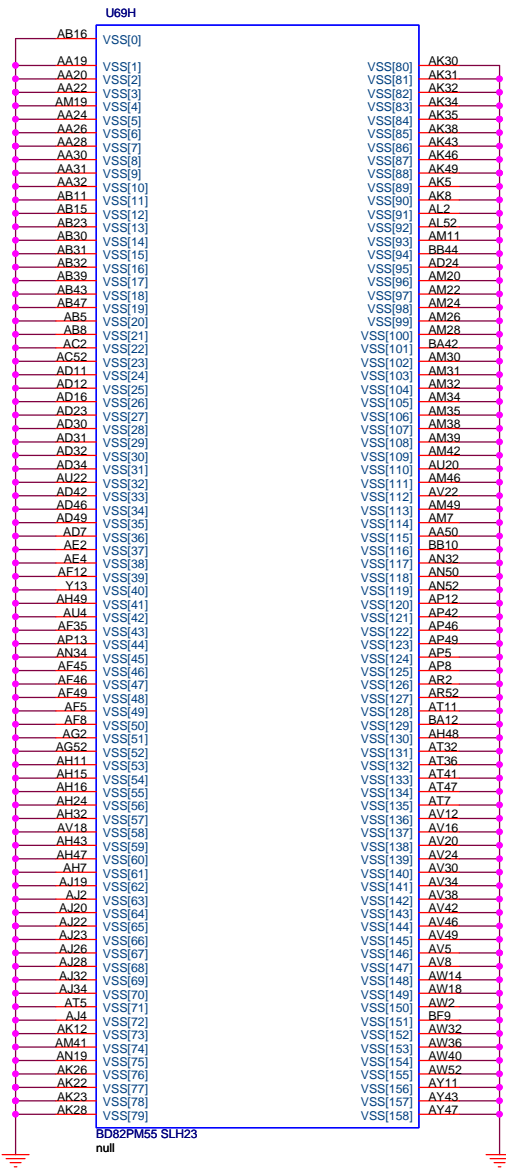 U69H
AB16 VSS[0]
AA19 VSS[1] VSS[80] AK30
AA20 VSS[2] VSS[81] AK31
AA22 VSS[3] VSS[82] AK32
AM19 VSS[4] VSS[83] AK34
AA24 VSS[5] VSS[84] AK35
AA26 VSS[6] VSS[85] AK38
AA28 VSS[7] VSS[86] AK43
AA30 VSS[8] VSS[87] AK46
AA31 VSS[9] VSS[88] AK49
AA32 VSS[10] VSS[89] AK5
AB11 VSS[11] VSS[90] AK8
AB15 VSS[12] VSS[91] AL2
AB23 VSS[13] VSS[92] AL52
AB30 VSS[14] VSS[93] AM11
AB31 VSS[15] VSS[94] BB44
AB32 VSS[16] VSS[95] AD24
AB39 VSS[17] VSS[96] AM20
AB43 VSS[18] VSS[97] AM22
AB47 VSS[19] VSS[98] AM24
AB5 VSS[20] VSS[99] AM26
AB8 VSS[21] VSS[100] AM28
AC2 VSS[22] VSS[101] BA42
AC52 VSS[23] VSS[102] AM30
AD11 VSS[24] VSS[103] AM31
AD12 VSS[25] VSS[104] AM32
AD16 VSS[26] VSS[105] AM34
AD23 VSS[27] VSS[106] AM35
AD30 VSS[28] VSS[107] AM38
AD31 VSS[29] VSS[108] AM39
AD32 VSS[30] VSS[109] AM42
AD34 VSS[31] VSS[110] AU20
AU22 VSS[32] VSS[111] AM46
AD42 VSS[33] VSS[112] AV22
AD46 VSS[34] VSS[113] AM49
AD49 VSS[35] VSS[114] AM7
AD7 VSS[36] VSS[115] AA50
AE2 VSS[37] VSS[116] BB10
AE4 VSS[38] VSS[117] AN32
AF12 VSS[39] VSS[118] AN50
Y13 VSS[40] VSS[119] AN52
AH49 VSS[41] VSS[120] AP12
AU4 VSS[42] VSS[121] AP42
AF35 VSS[43] VSS[122] AP46
AP13 VSS[44] VSS[123] AP49
AN34 VSS[45] VSS[124] AP5
AF45 VSS[46] VSS[125] AP8
AF46 VSS[47] VSS[126] AR2
AF49 VSS[48] VSS[127] AR52
AF5 VSS[49] VSS[128] AT11
AF8 VSS[50] VSS[129] BA12
AG2 VSS[51] VSS[130] AH48
AG52 VSS[52] VSS[131] AT32
AH11 VSS[53] VSS[132] AT36
AH15 VSS[54] VSS[133] AT41
AH16 VSS[55] VSS[134] AT47
AH24 VSS[56] VSS[135] AT7
AH32 VSS[57] VSS[136] AV12
AV18 VSS[58] VSS[137] AV16
AH43 VSS[59] VSS[138] AV20
AH47 VSS[60] VSS[139] AV24
AH7 VSS[61] VSS[140] AV30
AJ19 VSS[62] VSS[141] AV34
AJ2 VSS[63] VSS[142] AV38
AJ20 VSS[64] VSS[143] AV42
AJ22 VSS[65] VSS[144] AV46
AJ23 VSS[66] VSS[145] AV49
AJ26 VSS[67] VSS[146] AV5
AJ28 VSS[68] VSS[147] AV8
AJ32 VSS[69] VSS[148] AW14
AJ34 VSS[70] VSS[149] AW18
AT5 VSS[71] VSS[150] AW2
AJ4 VSS[72] VSS[151] BF9
AK12 VSS[73] VSS[152] AW32
AM41 VSS[74] VSS[153] AW36
AN19 VSS[75] VSS[154] AW40
AK26 VSS[76] VSS[155] AW52
AK22 VSS[77] VSS[156] AY11
AK23 VSS[78] VSS[157] AY43
AK28 VSS[79] VSS[158] AY47
BD82PM55 SLH23
null